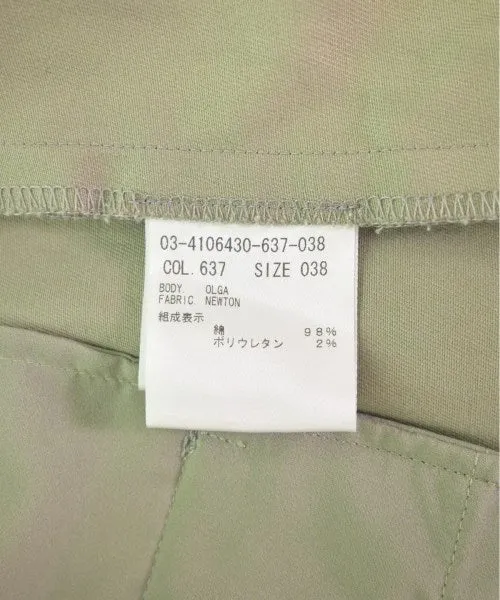 03-4106430-637-038
COL.637 SIZE 038
BODY. OLGA
FABRIC NEWTON
組成表示
綿 98%
ポリウレタン 2%